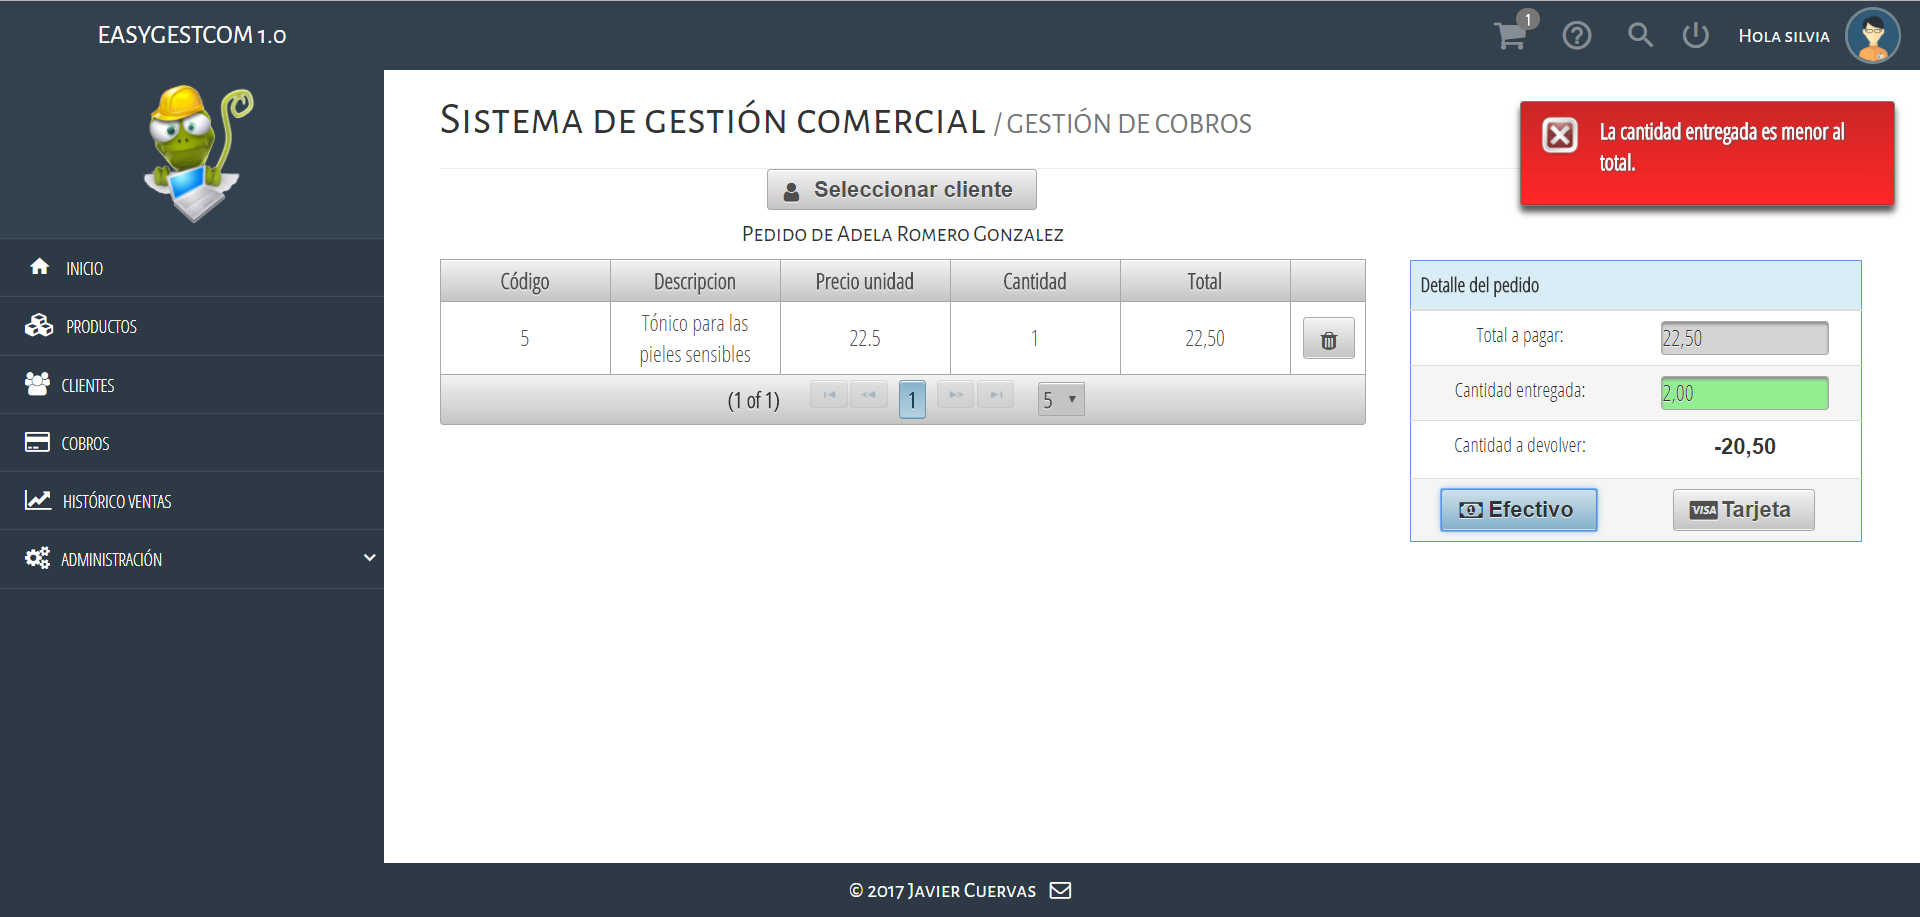 EASYGESTCOM 1.0
1
Hola silvia
INICIO
PRODUCTOS
CLIENTES
COBROS
HISTÓRICO VENTAS
ADMINISTRACIÓN
Sistema de gestión comercial / GESTIÓN DE COBROS
La cantidad entregada es menor al
total.
Seleccionar cliente
Pedido de Adela Romero Gonzalez
Código Descripcion Precio unidad Cantidad Total
5 Tónico para las pieles sensibles 22.5 1 22,50
(1 of 1) 1 5
Detalle del pedido
Total a pagar: 22,50
Cantidad entregada: 2,00
Cantidad a devolver: -20,50
Efectivo VISA Tarjeta
© 2017 Javier Cuervas